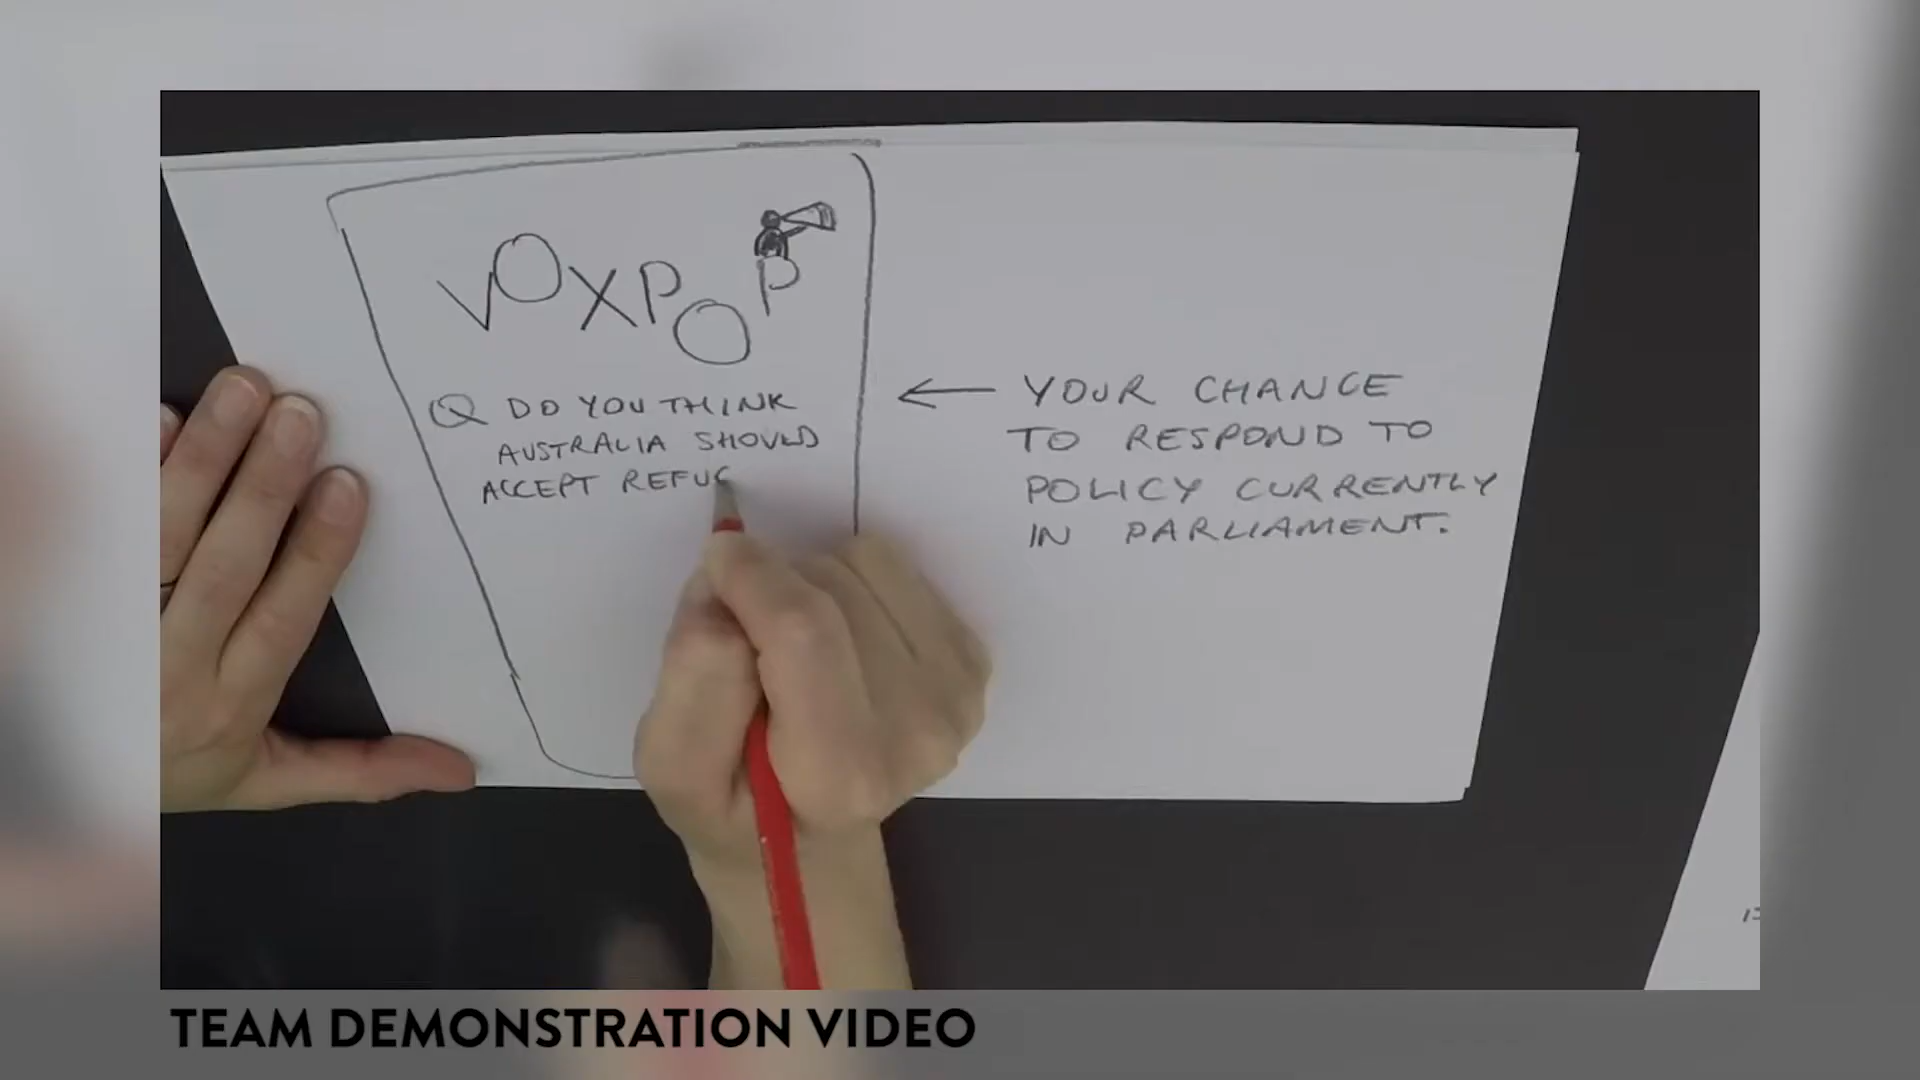 VOXPOP
Q DO YOU THINK
AUSTRALIA SHOULD
ACCEPT REFUG
YOUR CHANCE
TO RESPOND TO
POLICY CURRENTLY
IN PARLIAMENT.
TEAM DEMONSTRATION VIDEO